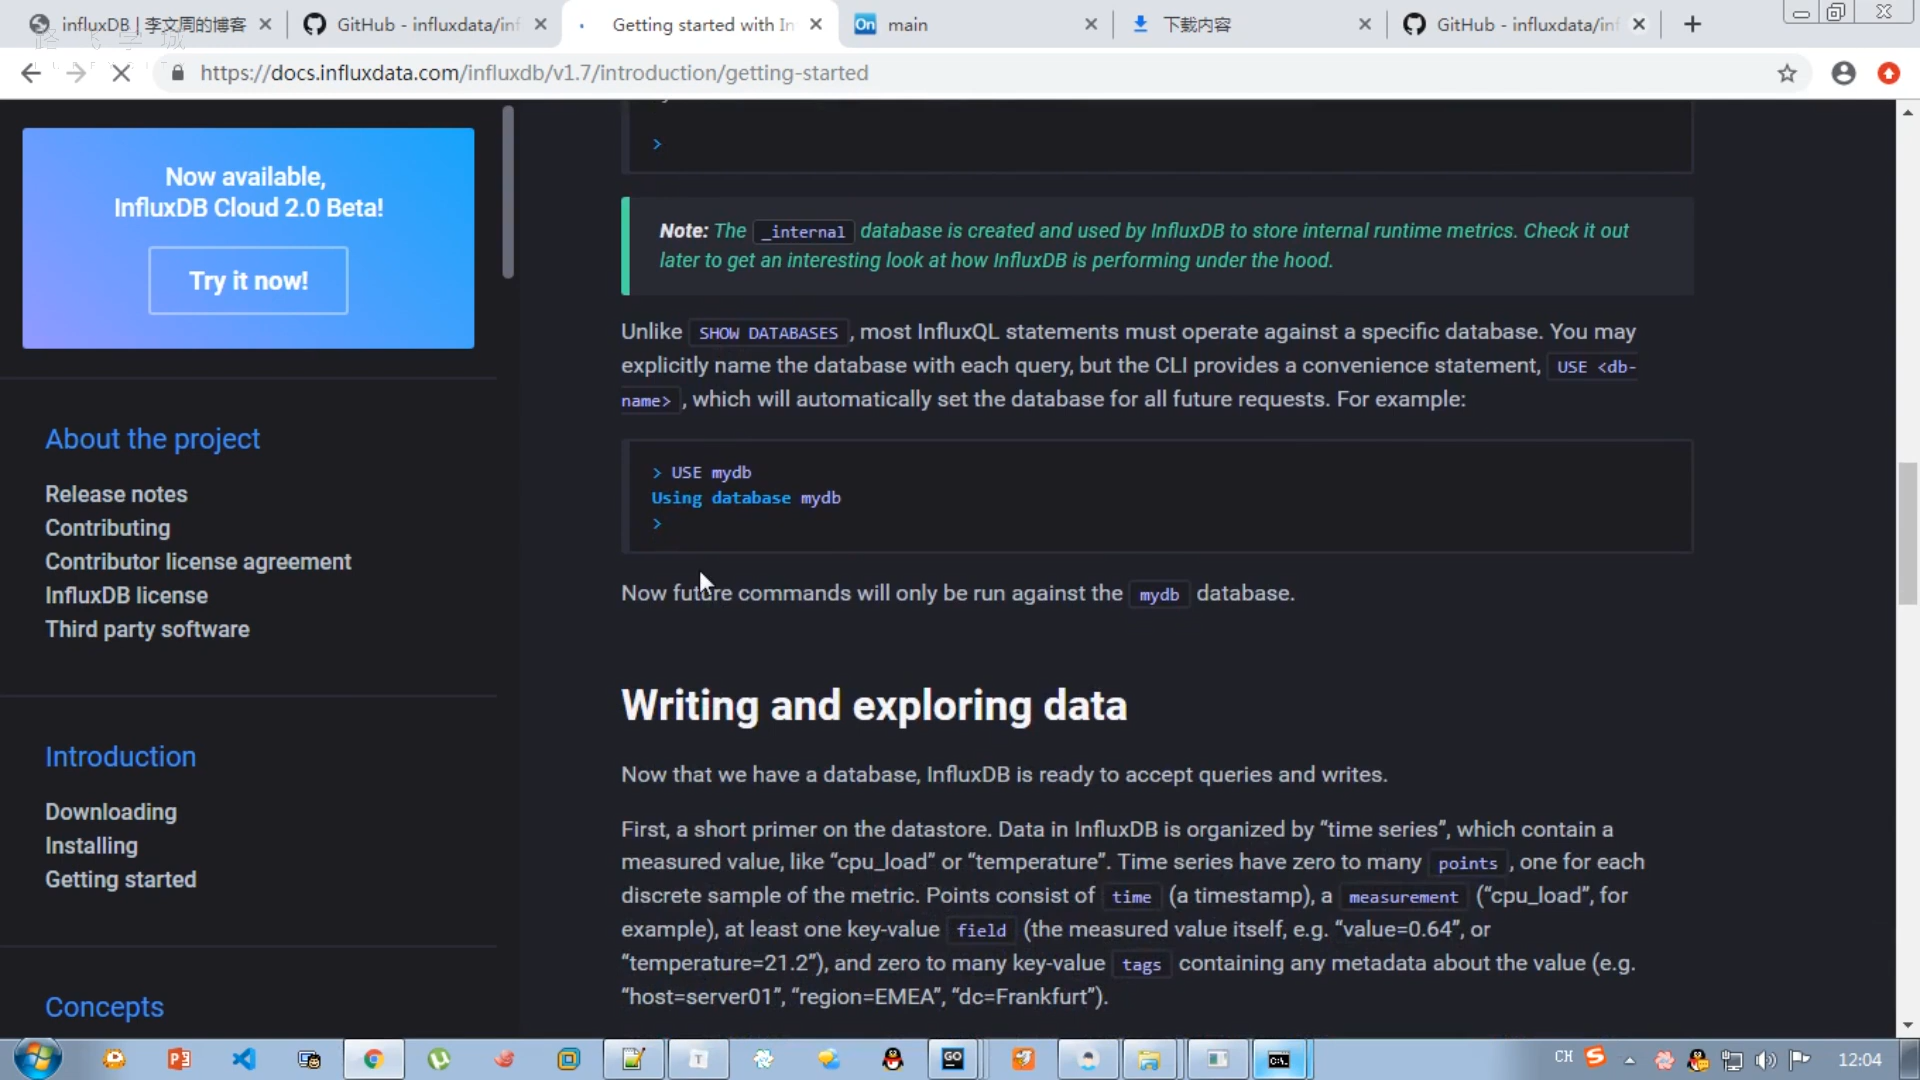 influxDB | 李文周的博客
GitHub - influxdata/inf
Getting started with In
On main
下载内容
GitHub - influxdata/inf
路飞学城
https://docs.influxdata.com/influxdb/v1.7/introduction/getting-started
Now available,
InfluxDB Cloud 2.0 Beta!
Try it now!
About the project
Release notes
Contributing
Contributor license agreement
InfluxDB license
Third party software
Introduction
Downloading
Installing
Getting started
Concepts
>
Note: The _internal database is created and used by InfluxDB to store internal runtime metrics. Check it out
later to get an interesting look at how InfluxDB is performing under the hood.
Unlike SHOW DATABASES , most InfluxQL statements must operate against a specific database. You may
explicitly name the database with each query, but the CLI provides a convenience statement, USE <db-
name> , which will automatically set the database for all future requests. For example:
> USE mydb
Using database mydb
>
Now future commands will only be run against the mydb database.
Writing and exploring data
Now that we have a database, InfluxDB is ready to accept queries and writes.
First, a short primer on the datastore. Data in InfluxDB is organized by “time series”, which contain a
measured value, like “cpu_load” or “temperature”. Time series have zero to many points , one for each
discrete sample of the metric. Points consist of time (a timestamp), a measurement (“cpu_load”, for
example), at least one key-value field (the measured value itself, e.g. “value=0.64”, or
“temperature=21.2”), and zero to many key-value tags containing any metadata about the value (e.g.
“host=server01”, “region=EMEA”, “dc=Frankfurt”).
CH
12:04